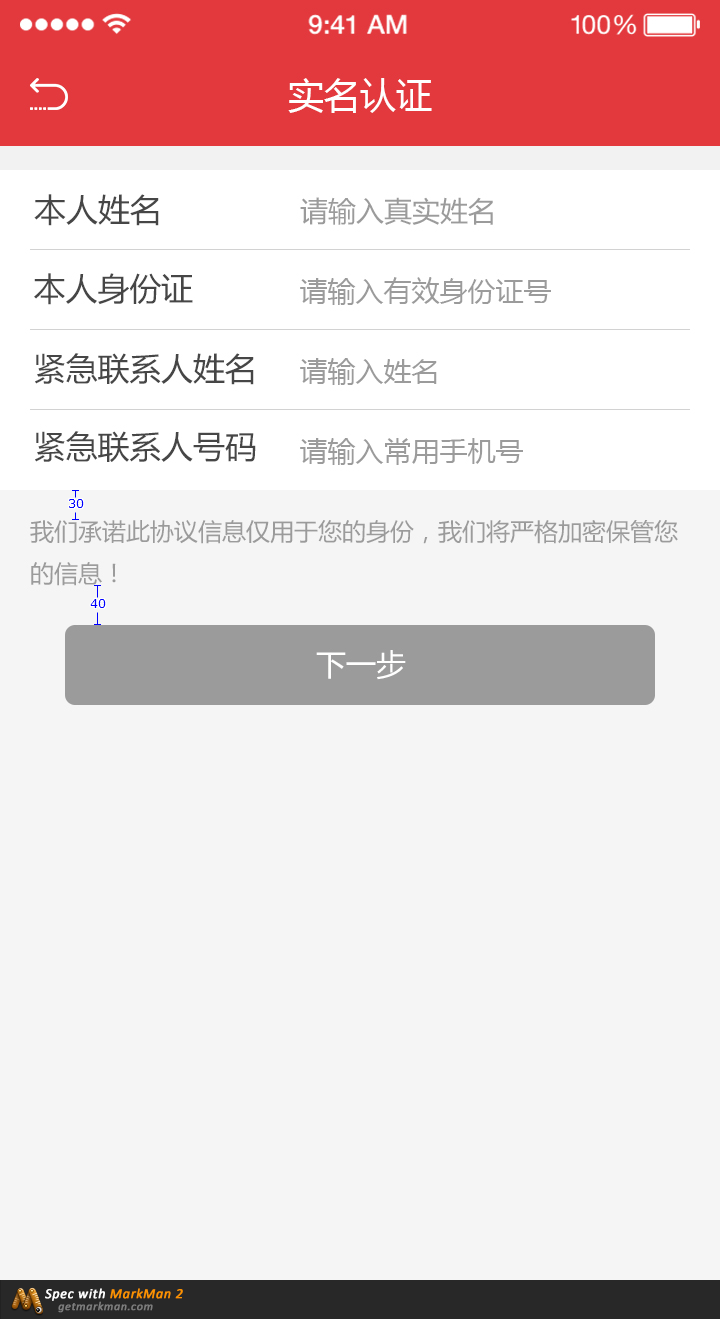 9:41 AM 100%
实名认证
本人姓名 请输入真实姓名
本人身份证 请输入有效身份证号
紧急联系人姓名 请输入姓名
紧急联系人号码 请输入常用手机号
30
我们承诺此协议信息仅用于您的身份，我们将严格加密保管您
的信息！
40
下一步
Spec with MarkMan 2
getmarkman.com